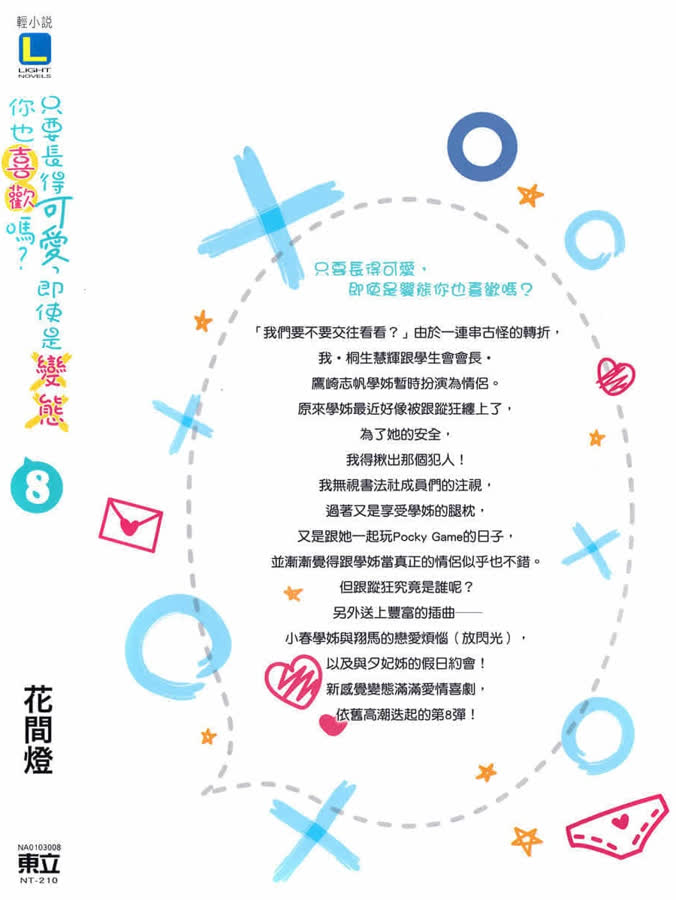 輕小說
L
LIGHT
NOVELS
只要長得可愛，即使是變態
你也喜歡嗎？
8
花間燈
NA0103008
東立
NT-210
只要長得可愛，
即使是變態你也喜歡嗎？
「我們要不要交往看看？」由於一連串古怪的轉折，
我・桐生慧輝跟學生會會長・
鷹崎志帆學姊暫時扮演為情侶。
原來學姊最近好像被跟蹤狂纏上了，
為了她的安全，
我得揪出那個犯人！
我無視書法社成員們的注視，
過著又是享受學姊的腿枕，
又是跟她一起玩Pocky Game的日子，
並漸漸覺得跟學姊當真正的情侶似乎也不錯。
但跟蹤狂究竟是誰呢？
另外送上豐富的插曲──
小春學姊與翔馬的戀愛煩惱（放閃光），
以及與夕妃姊的假日約會！
新感覺變態滿滿愛情喜劇，
依舊高潮迭起的第8彈！